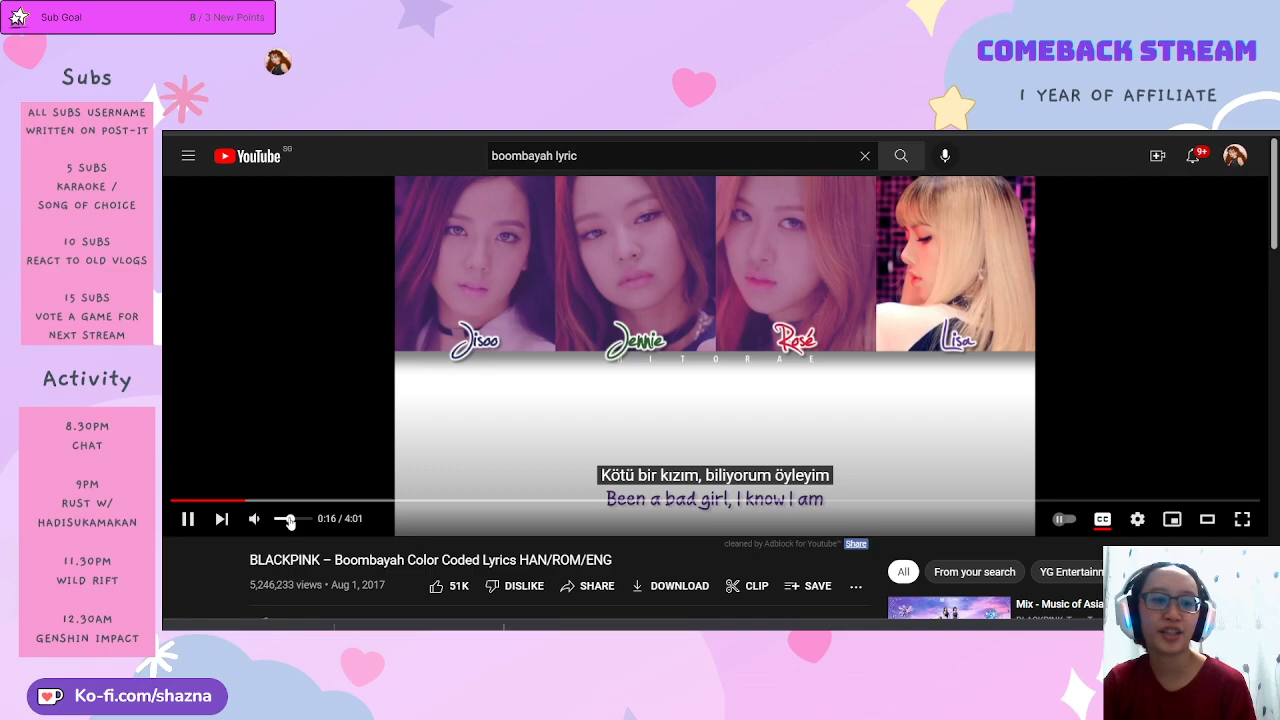 Sub Goal
8 / 3 New Points
COMEBACK STREAM
1 YEAR OF AFFILIATE
Subs
ALL SUBS USERNAME
WRITTEN ON POST-IT
5 SUBS
KARAOKE /
SONG OF CHOICE
10 SUBS
REACT TO OLD VLOGS
15 SUBS
VOTE A GAME FOR
NEXT STREAM
Activity
8.30PM
CHAT
9PM
RUST W/
HADISUKAMAKAN
11.30PM
WILD RIFT
12.30AM
GENSHIN IMPACT
Ko-fi.com/shazna
YouTube SG
boombayah lyric
9+
Jisoo
Jennie
Rosé
Lisa
I T O R A E
Kötü bir kızım, biliyorum öyleyim
Been a bad girl, I know I am
0:16 / 4:01
CC
cleaned by Adblock for Youtube™ Share
BLACKPINK – Boombayah Color Coded Lyrics HAN/ROM/ENG
5,246,233 views • Aug 1, 2017
51K
DISLIKE
SHARE
DOWNLOAD
CLIP
SAVE
All
From your search
YG Entertainm
Mix - Music of Asia